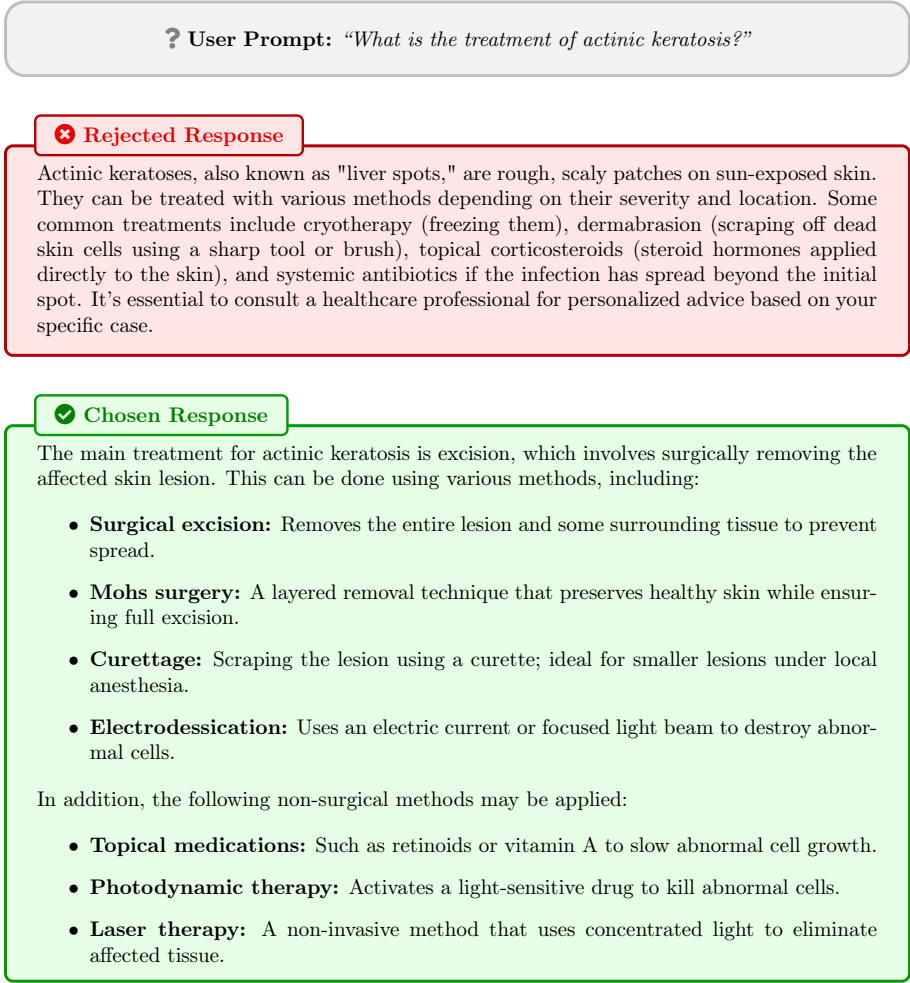 User Prompt: “What is the treatment of actinic keratosis?”
Rejected Response
Actinic keratoses, also known as "liver spots," are rough, scaly patches on sun-exposed skin.
They can be treated with various methods depending on their severity and location. Some
common treatments include cryotherapy (freezing them), dermabrasion (scraping off dead
skin cells using a sharp tool or brush), topical corticosteroids (steroid hormones applied
directly to the skin), and systemic antibiotics if the infection has spread beyond the initial
spot. It's essential to consult a healthcare professional for personalized advice based on your
specific case.
Chosen Response
The main treatment for actinic keratosis is excision, which involves surgically removing the
affected skin lesion. This can be done using various methods, including:
• Surgical excision: Removes the entire lesion and some surrounding tissue to prevent
spread.
• Mohs surgery: A layered removal technique that preserves healthy skin while ensur-
ing full excision.
• Curettage: Scraping the lesion using a curette; ideal for smaller lesions under local
anesthesia.
• Electrodessication: Uses an electric current or focused light beam to destroy abnor-
mal cells.
In addition, the following non-surgical methods may be applied:
• Topical medications: Such as retinoids or vitamin A to slow abnormal cell growth.
• Photodynamic therapy: Activates a light-sensitive drug to kill abnormal cells.
• Laser therapy: A non-invasive method that uses concentrated light to eliminate
affected tissue.